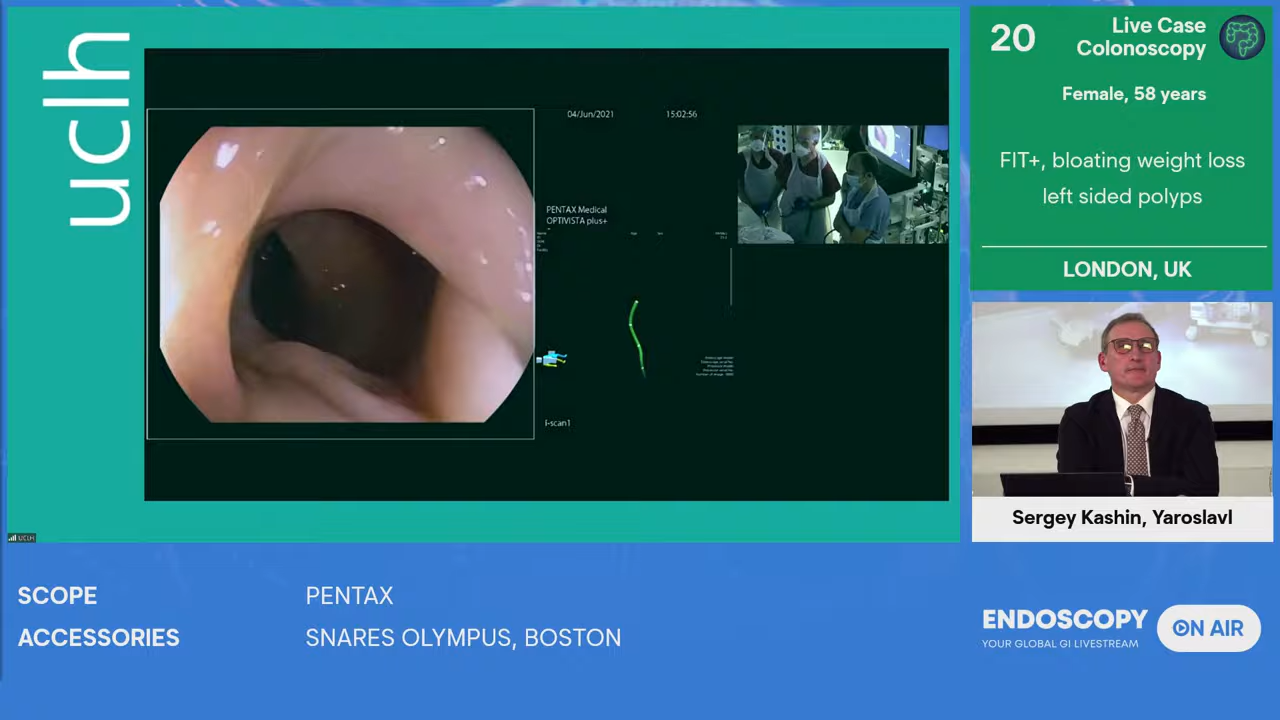 uclh
04/Jun/2021 15:02:56
PENTAX Medical
OPTIVISTA plus+
i-scan1
UCLH
20
Live Case
Colonoscopy
Female, 58 years
FIT+, bloating weight loss
left sided polyps
LONDON, UK
Sergey Kashin, Yaroslavl
SCOPE PENTAX
ACCESSORIES SNARES OLYMPUS, BOSTON
ENDOSCOPY
YOUR GLOBAL GI LIVESTREAM
ON AIR